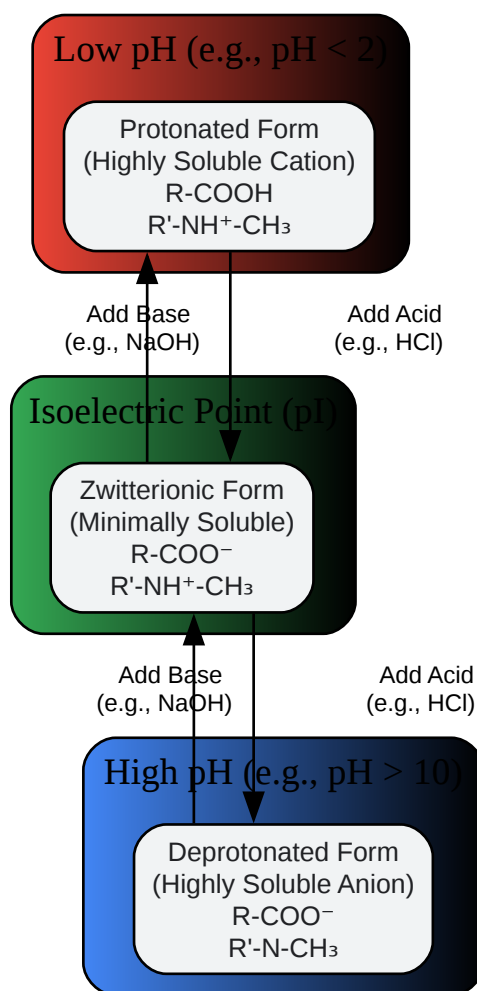 Low pH (e.g., pH < 2)
Protonated Form
(Highly Soluble Cation)
R-COOH
R'-NH⁺-CH₃
Add Base
(e.g., NaOH)
Add Acid
(e.g., HCl)
Isoelectric Point (pI)
Zwitterionic Form
(Minimally Soluble)
R-COO⁻
R'-NH⁺-CH₃
Add Base
(e.g., NaOH)
Add Acid
(e.g., HCl)
High pH (e.g., pH > 10)
Deprotonated Form
(Highly Soluble Anion)
R-COO⁻
R'-N-CH₃